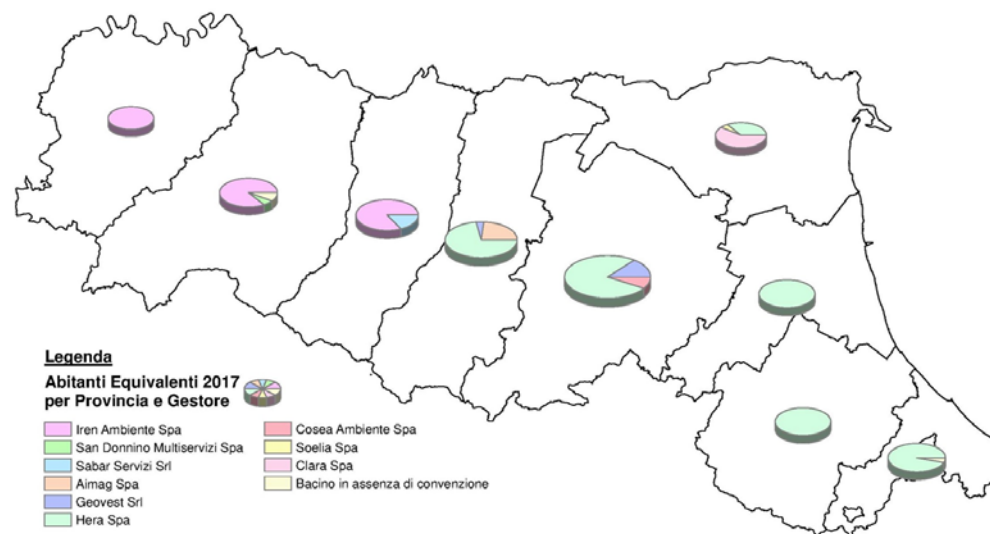 Legenda
Abitanti Equivalenti 2017
per Provincia e Gestore
Iren Ambiente Spa
San Donnino Multiservizi Spa
Sabar Servizi Srl
Aimag Spa
Geovest Srl
Hera Spa
Cosea Ambiente Spa
Soelia Spa
Clara Spa
Bacino in assenza di convenzione